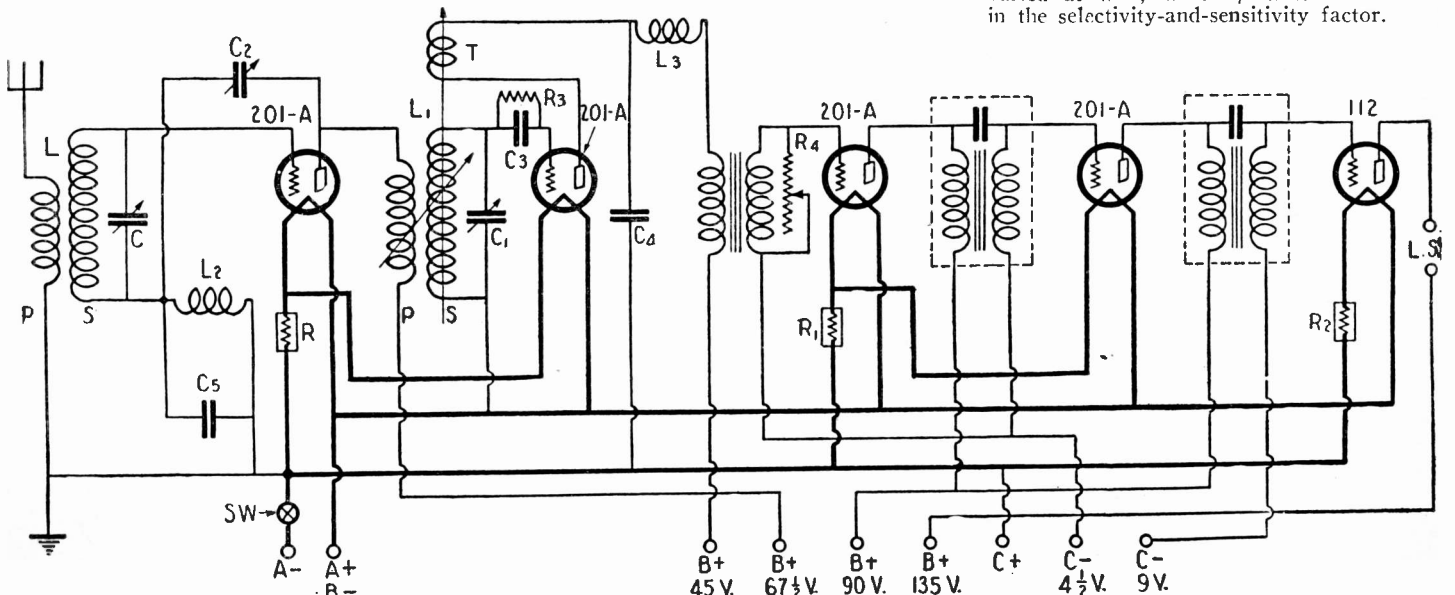 in the selectivity-and-sensitivity factor.
C2
T
L3
201-A
L1
R3
201-A
C3
201-A
R4
201-A
112
L
C
C1
C4
L.S.
L2
P
S
P
S
R
R1
R2
C5
SW
A-
A+
B-
B+
45 V.
B+
67½ V.
B+
90 V.
B+
135 V.
C+
C-
4½ V.
C-
9 V.